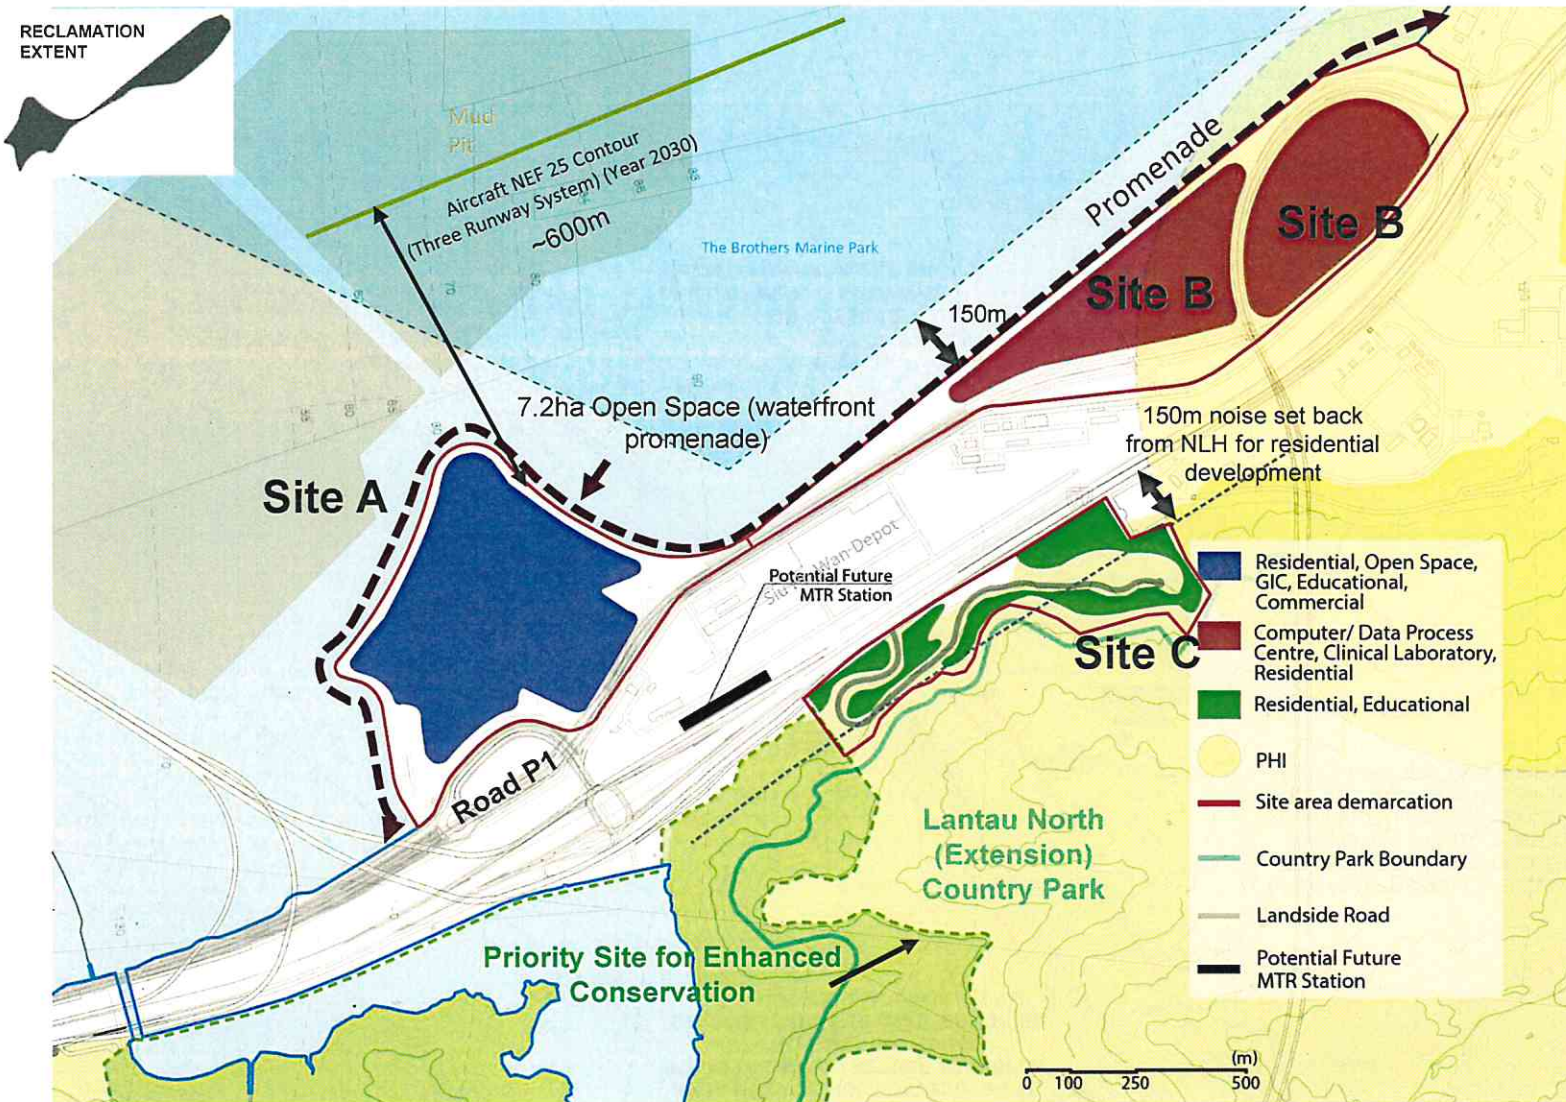 RECLAMATION
EXTENT
Mud
Pit
Aircraft NEF 25 Contour
(Three Runway System) (Year 2030)
~600m
The Brothers Marine Park
Promenade
150m
Site B
Site B
7.2ha Open Space (waterfront
promenade)
150m noise set back
from NLH for residential
development
Site A
Potential Future
MTR Station
Site C
Road P1
Lantau North
(Extension)
Country Park
Priority Site for Enhanced
Conservation
Residential, Open Space,
GIC, Educational,
Commercial
Computer/ Data Process
Centre, Clinical Laboratory,
Residential
Residential, Educational
PHI
Site area demarcation
Country Park Boundary
Landside Road
Potential Future
MTR Station
(m)
0 100 250 500